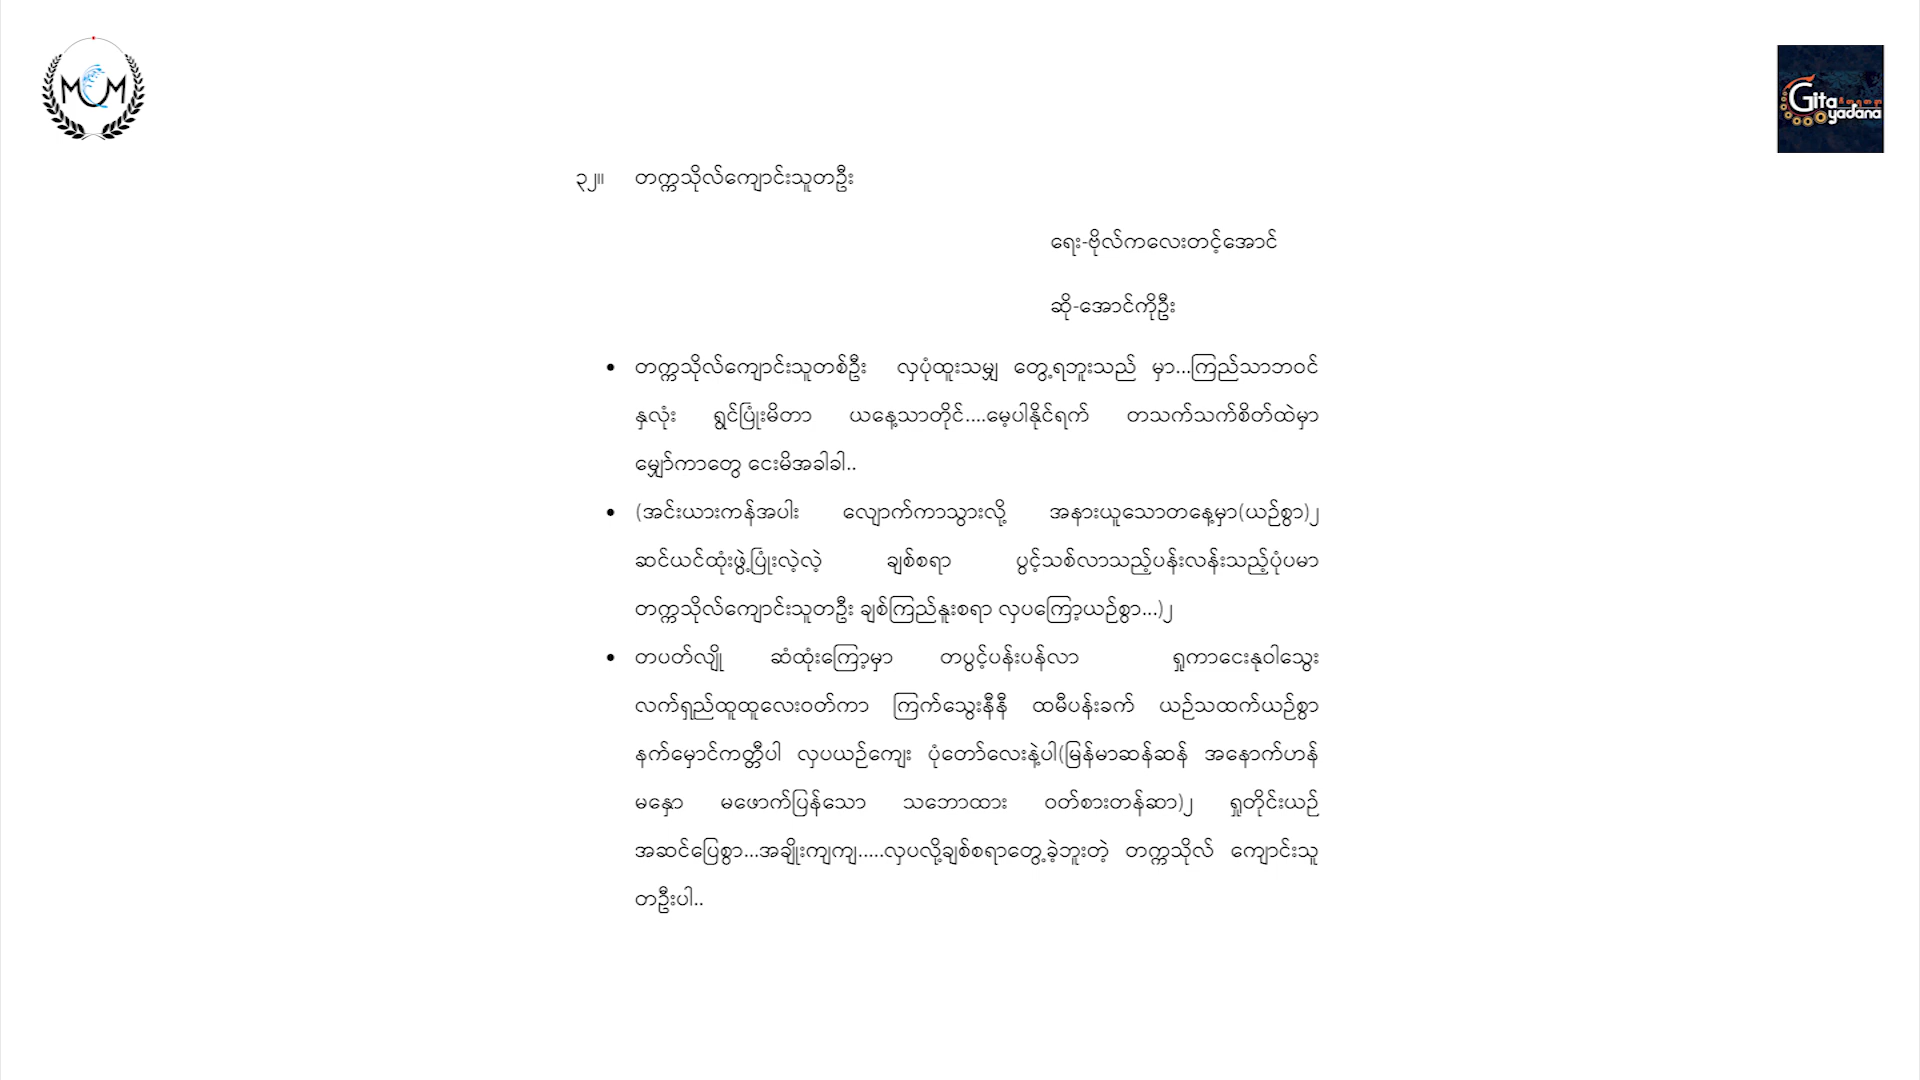 MUM
Gita
ဂီတရတနာ
yadana
၃၂။ တက္ကသိုလ်ကျောင်းသူတဦး
ရေး-ဗိုလ်ကလေးတင့်အောင်
ဆို-အောင်ကိုဦး
• တက္ကသိုလ်ကျောင်းသူတစ်ဦး လှပုံထူးသမျှ တွေ့ရဘူးသည် မှာ...ကြည်သာဘဝင်
နှလုံး ရွှင်ပြုံးမိတာ ယနေ့သာတိုင်....မေ့ပါနိုင်ရက် တသက်သက်စိတ်ထဲမှာ
မျှော်ကာတွေ ငေးမိအခါခါ..
• (အင်းယားကန်အပါး လျောက်ကာသွားလို့ အနားယူသောတနေ့မှာ(ယဉ်စွာ)၂
ဆင်ယင်ထုံးဖွဲ့ပြုံးလဲ့လဲ့ ချစ်စရာ ပွင့်သစ်လာသည့်ပန်းလန်းသည့်ပုံပမာ
တက္ကသိုလ်ကျောင်းသူတဦး ချစ်ကြည်နူးစရာ လှပကြော့ယဉ်စွာ...)၂
• တပတ်လျှို ဆံထုံးကြော့မှာ တပွင့်ပန်းပန်လာ ရှုကာငေးနုဝါသွေး
လက်ရှည်ထူထူလေးဝတ်ကာ ကြက်သွေးနီနီ ထမီပန်းခက် ယဉ်သထက်ယဉ်စွာ
နက်မှောင်ကတ္တီပါ လှပယဉ်ကျေး ပုံတော်လေးနဲ့ပါ(မြန်မာဆန်ဆန် အနောက်ဟန်
မနှော မဖောက်ပြန်သော သဘောထား ဝတ်စားတန်ဆာ)၂ ရှုတိုင်းယဉ်
အဆင်ပြေစွာ...အချိုးကျကျ.....လှပလို့ချစ်စရာတွေ့ခဲ့ဘူးတဲ့ တက္ကသိုလ် ကျောင်းသူ
တဦးပါ..